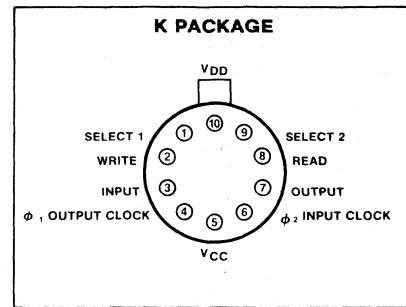 K PACKAGE
VDD
10
SELECT 1 1 9 SELECT 2
WRITE 2 8 READ
INPUT 3 7 OUTPUT
ϕ 1 OUTPUT CLOCK 4 6 ϕ 2 INPUT CLOCK
5
VCC